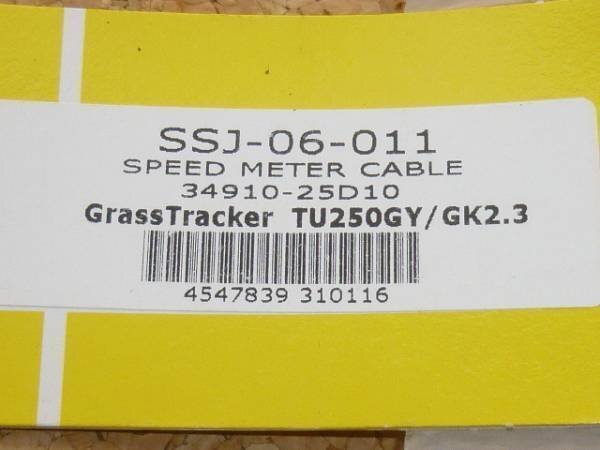 SSJ-06-011
SPEED METER CABLE
34910-25D10
GrassTracker TU250GY/GK2.3
4547839 310116